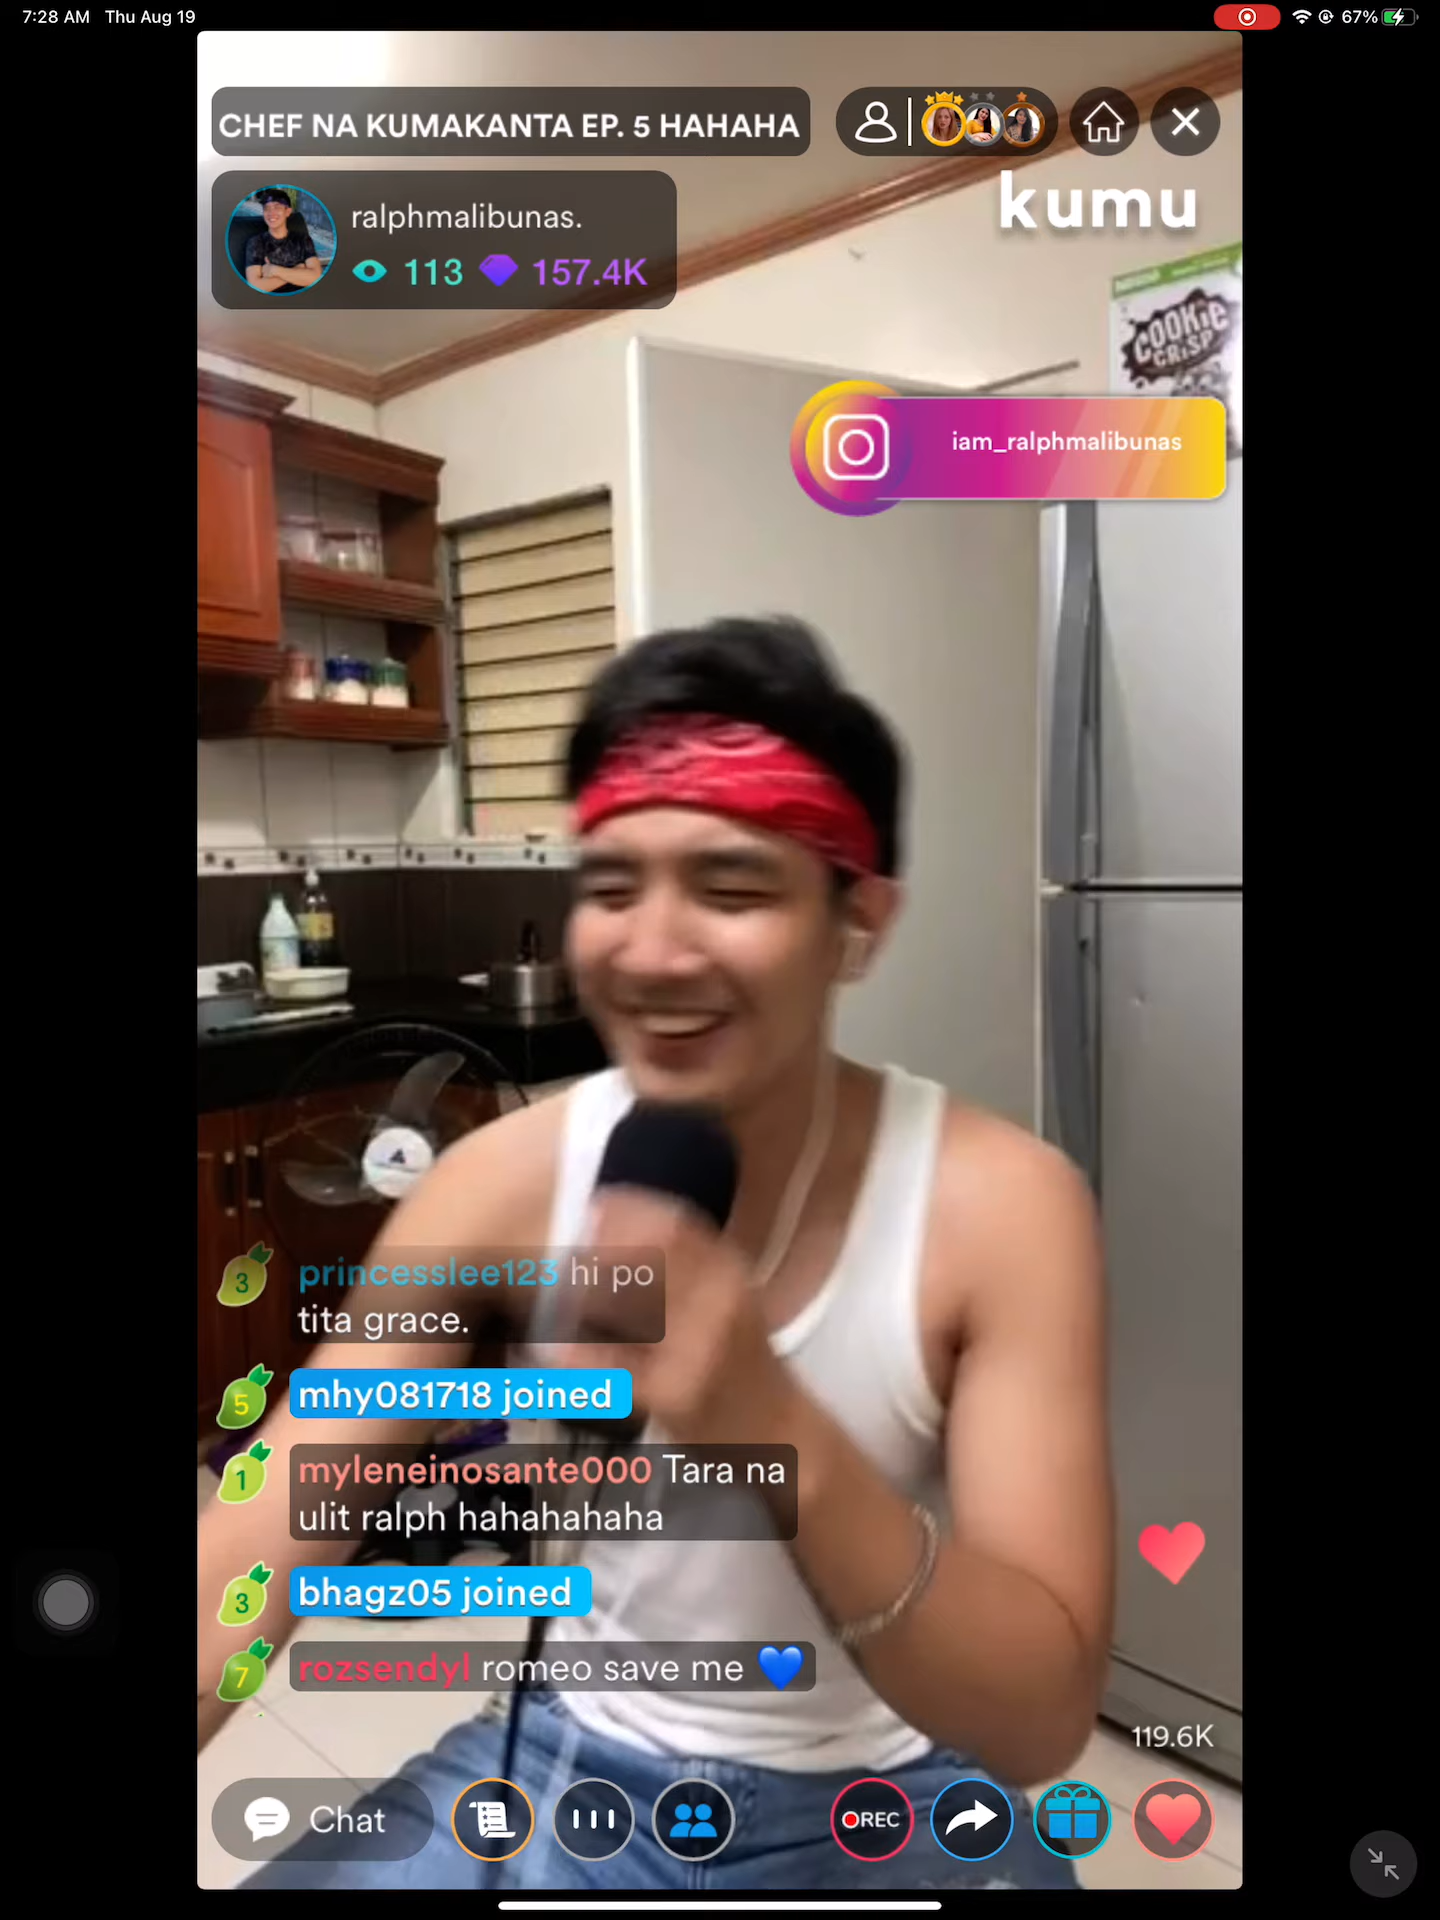 7:28 AM Thu Aug 19
67%
CHEF NA KUMAKANTA EP. 5 HAHAHA
ralphmalibunas.
113 157.4K
kumu
COOKIE
CRISP
iam_ralphmalibunas
3 princesslee123 hi po
tita grace.
5 mhy081718 joined
1 myleneinosante000 Tara na
ulit ralph hahahahaha
3 bhagz05 joined
7 rozsendyl romeo save me 💙
119.6K
Chat
REC